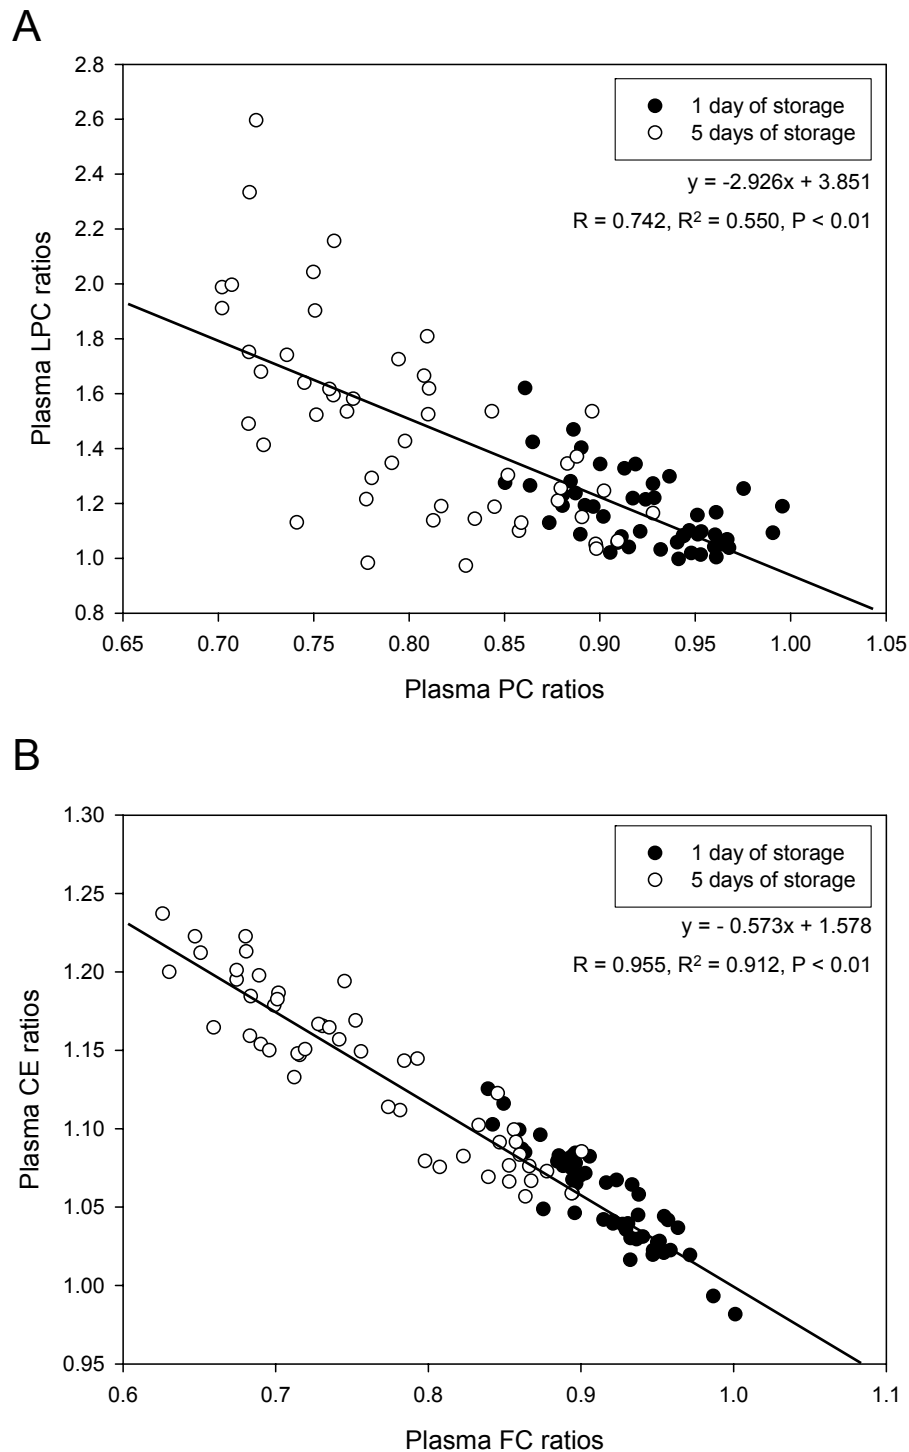 A
2.8
2.6
2.4
2.2
2.0
1.8
1.6
1.4
1.2
1.0
0.8
Plasma LPC ratios
1 day of storage
5 days of storage
y = -2.926x + 3.851
R = 0.742, R² = 0.550, P < 0.01
0.65 0.70 0.75 0.80 0.85 0.90 0.95 1.00 1.05
Plasma PC ratios
B
1.30
1.25
1.20
1.15
1.10
1.05
1.00
0.95
Plasma CE ratios
1 day of storage
5 days of storage
y = - 0.573x + 1.578
R = 0.955, R² = 0.912, P < 0.01
0.6 0.7 0.8 0.9 1.0 1.1
Plasma FC ratios